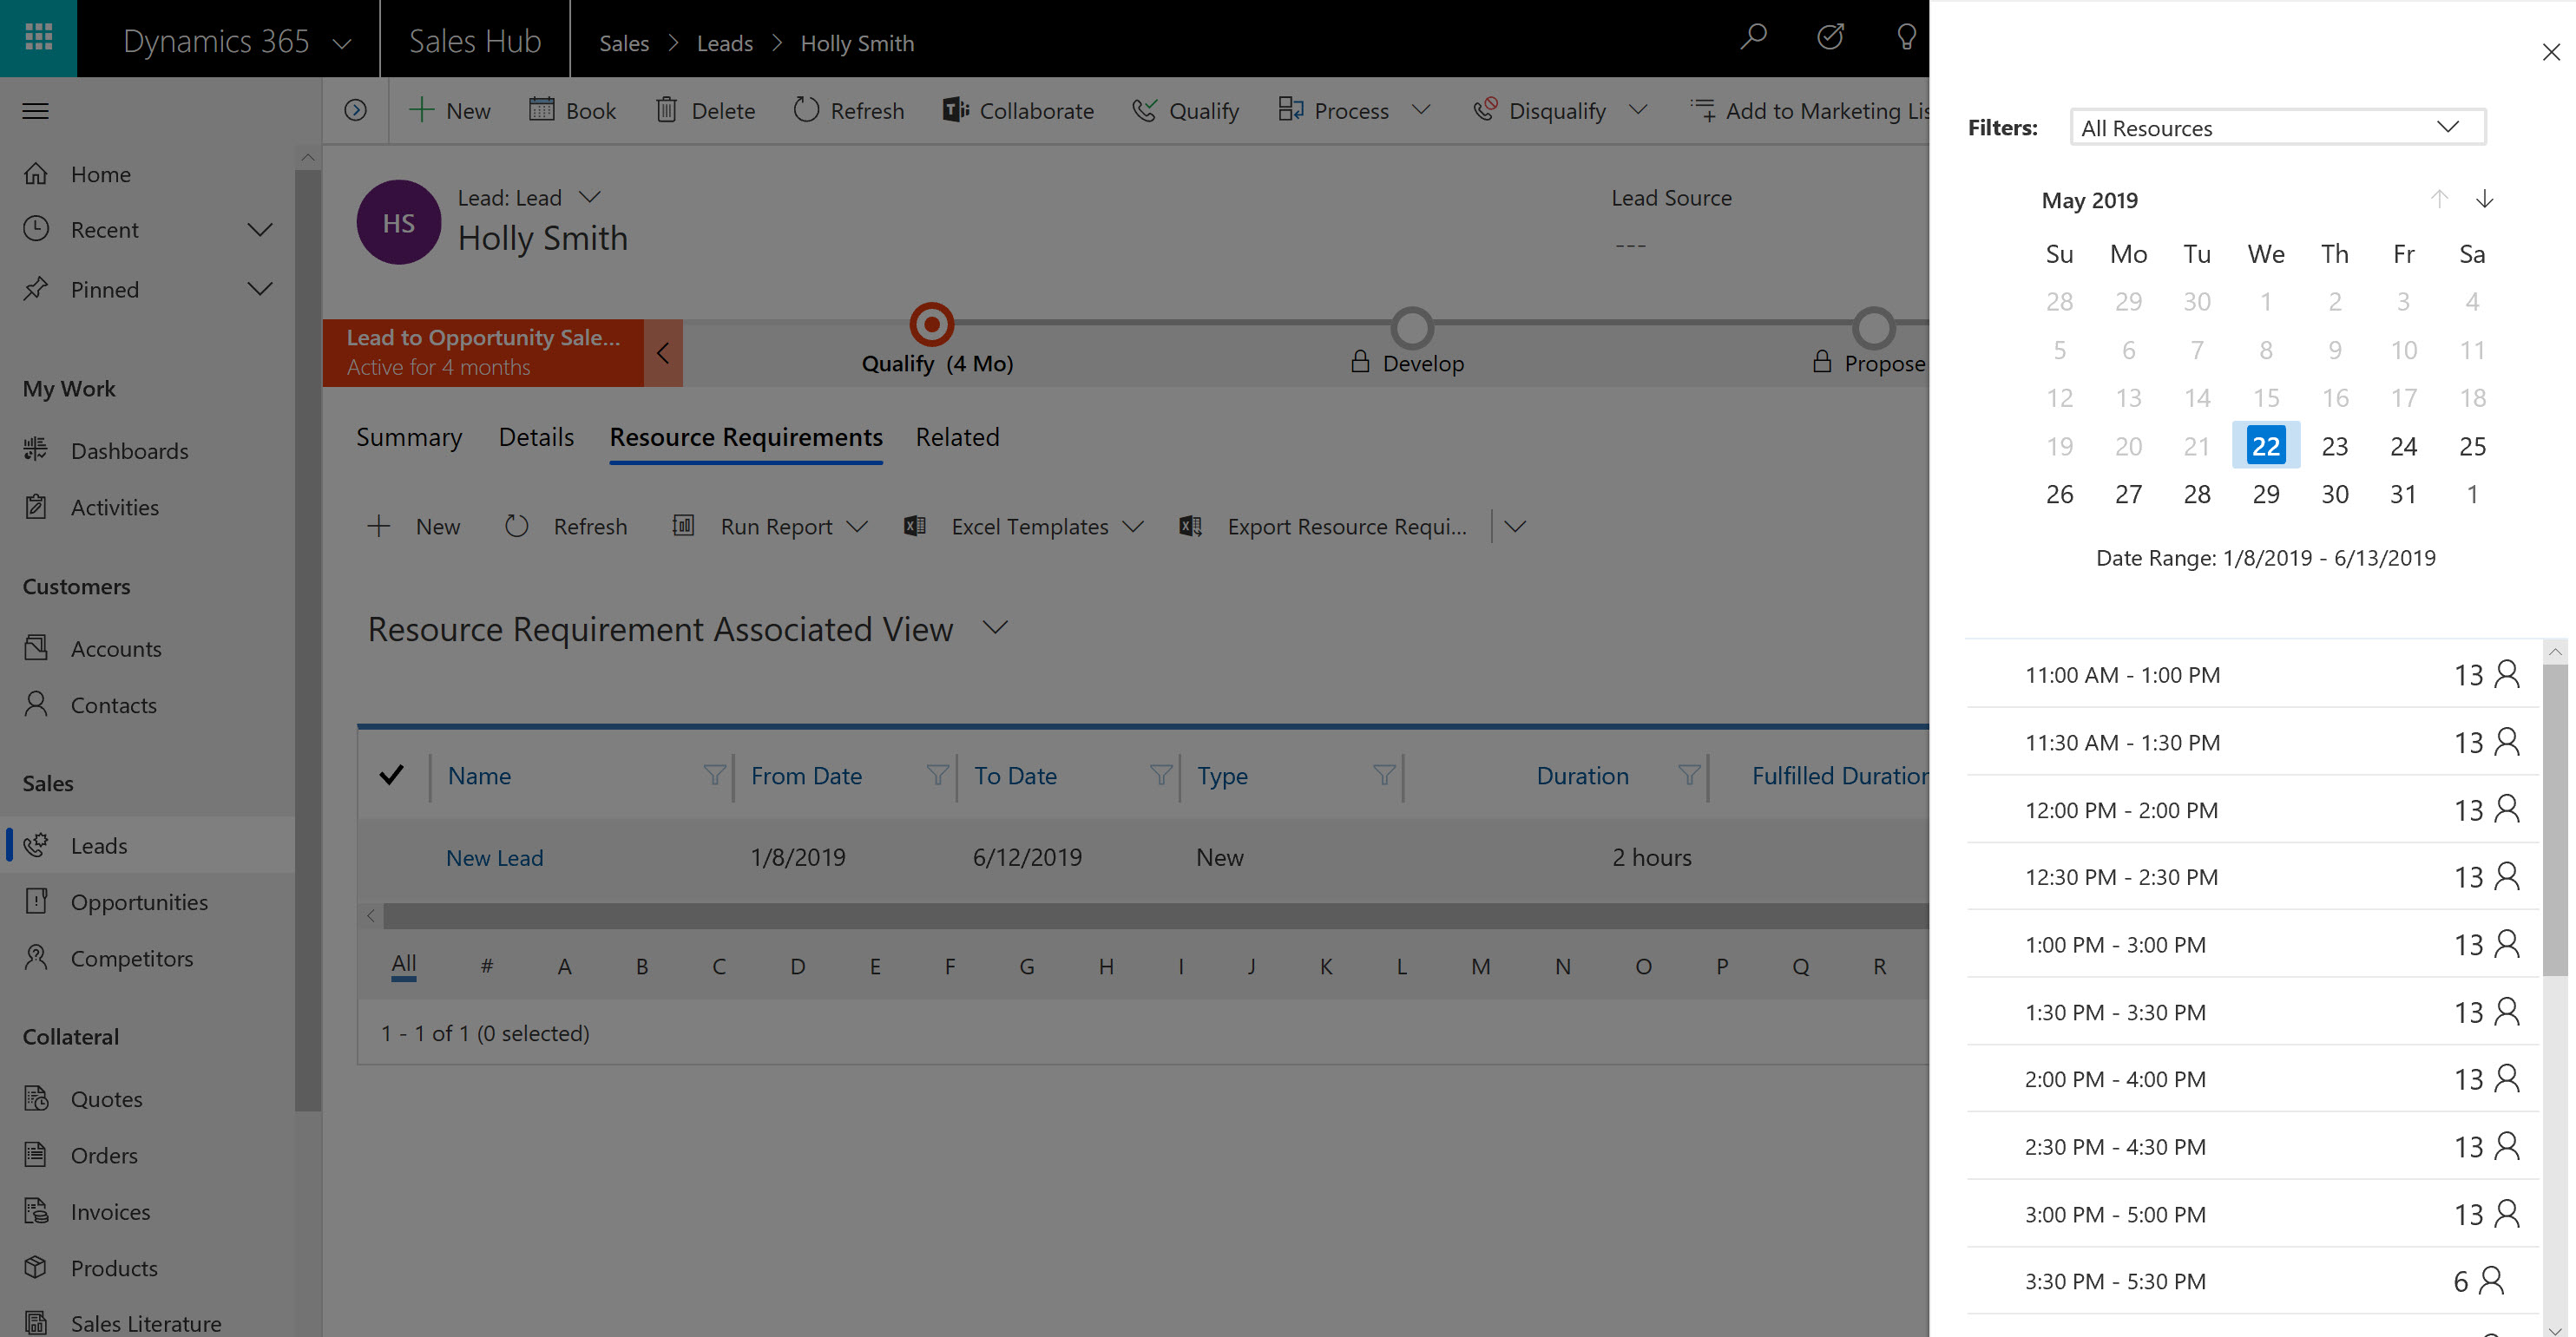 Dynamics 365 Sales Hub Sales > Leads > Holly Smith
New Book Delete Refresh Collaborate Qualify Process Disqualify Add to Marketing Lis
Home
Recent
Pinned
My Work
Dashboards
Activities
Customers
Accounts
Contacts
Sales
Leads
Opportunities
Competitors
Collateral
Quotes
Orders
Invoices
Products
Sales Literature
HS
Lead: Lead
Holly Smith
Lead Source
---
Lead to Opportunity Sale...
Active for 4 months
Qualify (4 Mo) Develop Propose
Summary Details Resource Requirements Related
New Refresh Run Report Excel Templates Export Resource Requi...
Resource Requirement Associated View
Name From Date To Date Type Duration Fulfilled Duration
New Lead 1/8/2019 6/12/2019 New 2 hours
All # A B C D E F G H I J K L M N O P Q R
1 - 1 of 1 (0 selected)
Filters: All Resources
May 2019
Su Mo Tu We Th Fr Sa
28 29 30 1 2 3 4
5 6 7 8 9 10 11
12 13 14 15 16 17 18
19 20 21 22 23 24 25
26 27 28 29 30 31 1
Date Range: 1/8/2019 - 6/13/2019
11:00 AM - 1:00 PM 13
11:30 AM - 1:30 PM 13
12:00 PM - 2:00 PM 13
12:30 PM - 2:30 PM 13
1:00 PM - 3:00 PM 13
1:30 PM - 3:30 PM 13
2:00 PM - 4:00 PM 13
2:30 PM - 4:30 PM 13
3:00 PM - 5:00 PM 13
3:30 PM - 5:30 PM 6